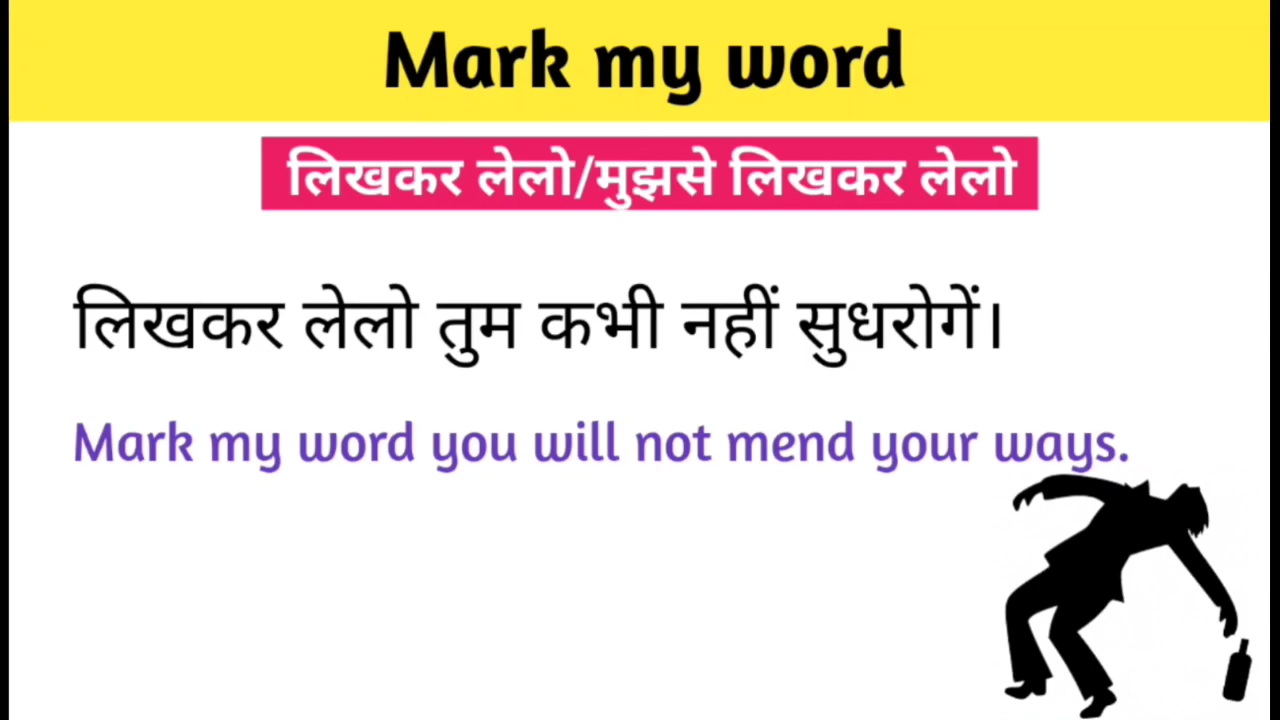 Mark my word
लिखकर लेलो/मुझसे लिखकर लेलो
लिखकर लेलो तुम कभी नहीं सुधरोगें।
Mark my word you will not mend your ways.